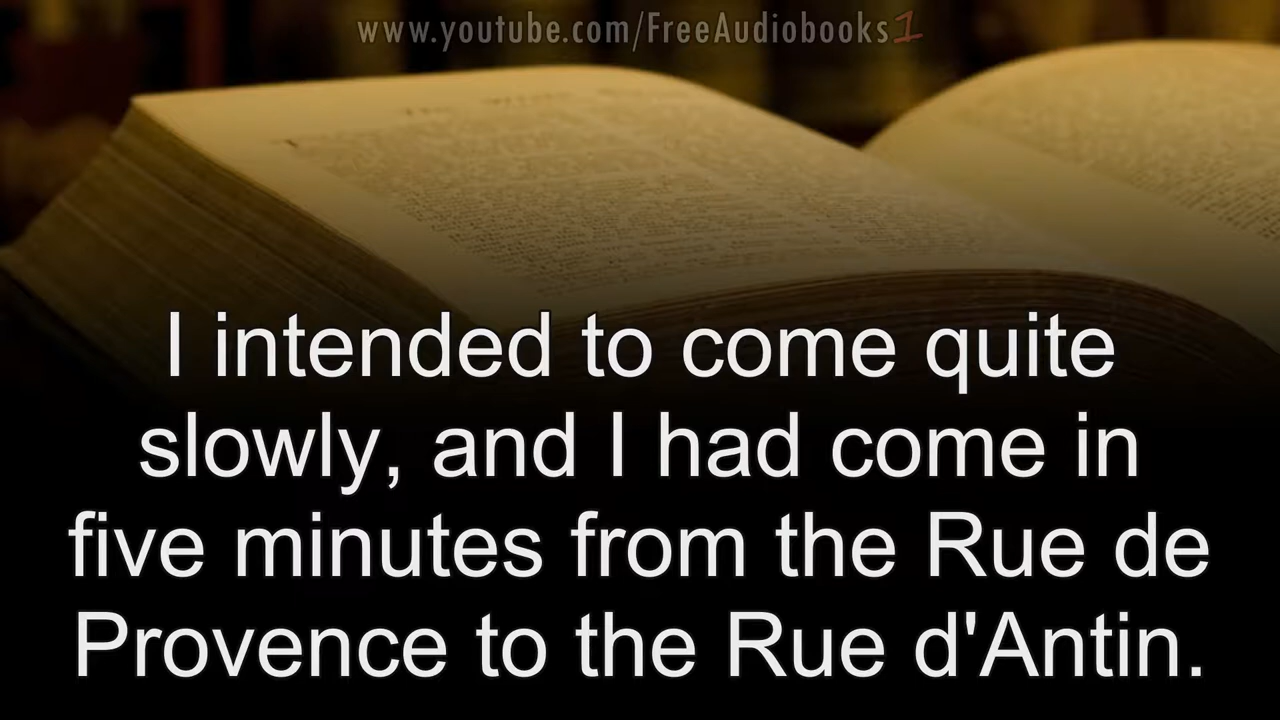 www.youtube.com/FreeAudiobooks1
I intended to come quite
slowly, and I had come in
five minutes from the Rue de
Provence to the Rue d'Antin.